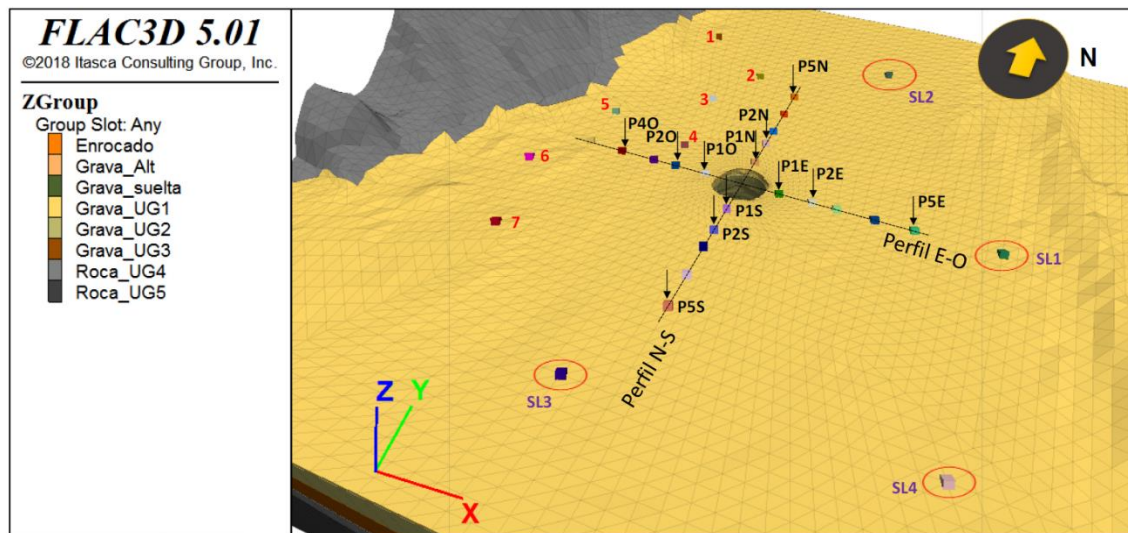 FLAC3D 5.01
©2018 Itasca Consulting Group, Inc.
ZGroup
Group Slot: Any
Enrocado
Grava_Alt
Grava_suelta
Grava_UG1
Grava_UG2
Grava_UG3
Roca_UG4
Roca_UG5
1
N
2
P5N
SL2
3
5
P4O
P2O
4
P1O
P1N
P2N
6
P1E
P2E
P5E
7
P1S
P2S
Perfil E-O
SL1
P5S
Perfil N-S
SL3
SL4
Z
Y
X